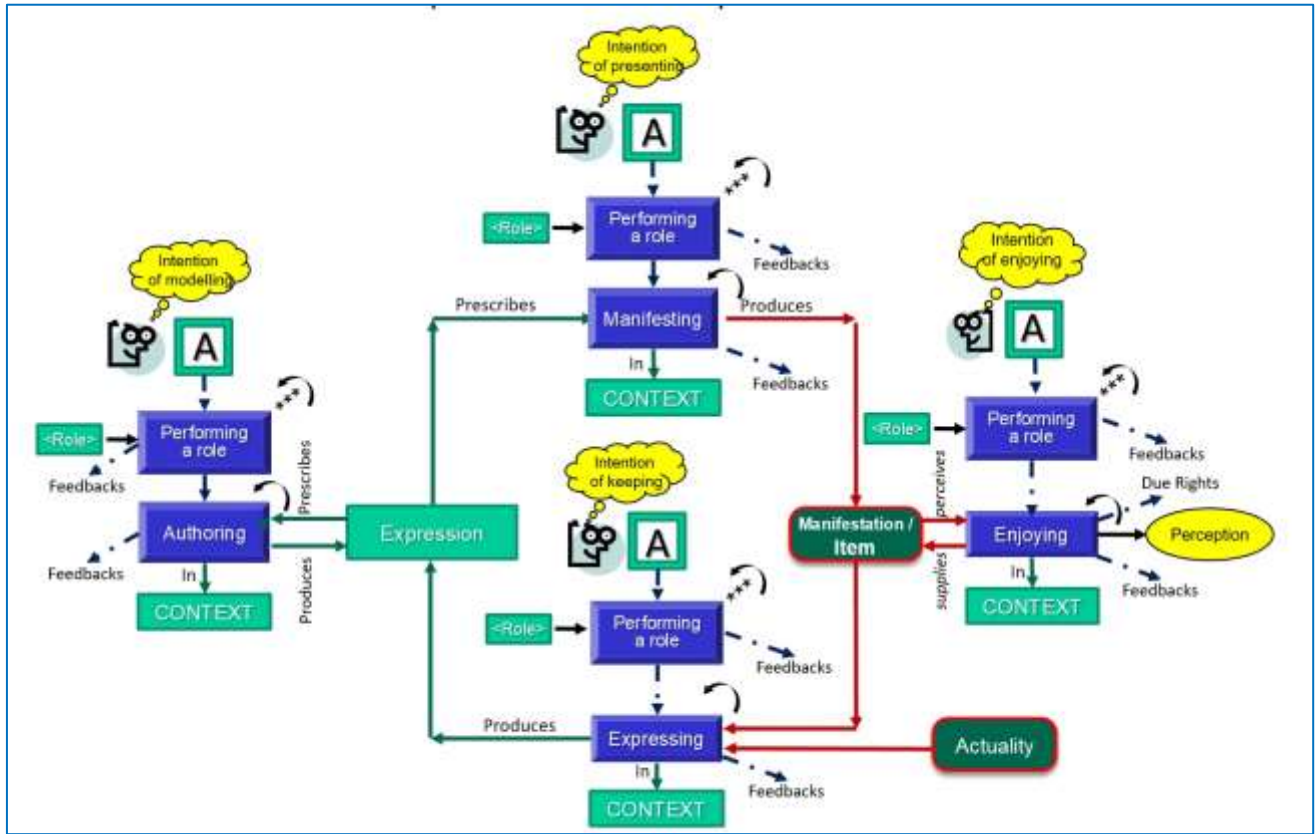 Intention
of presenting
A
Performing
a role
***
<Role>
Feedbacks
Prescribes
Manifesting
Produces
Feedbacks
In
CONTEXT
Intention
of modelling
A
***
<Role>
Performing
a role
Feedbacks
Authoring
Feedbacks
In
CONTEXT
Prescribes
Produces
Expression
Intention
of keeping
A
***
<Role>
Performing
a role
Feedbacks
Produces
Expressing
In
Feedbacks
CONTEXT
Manifestation /
Item
Actuality
perceives
supplies
Intention
of enjoying
A
***
<Role>
Performing
a role
Feedbacks
Due Rights
Enjoying
Perception
In
Feedbacks
CONTEXT